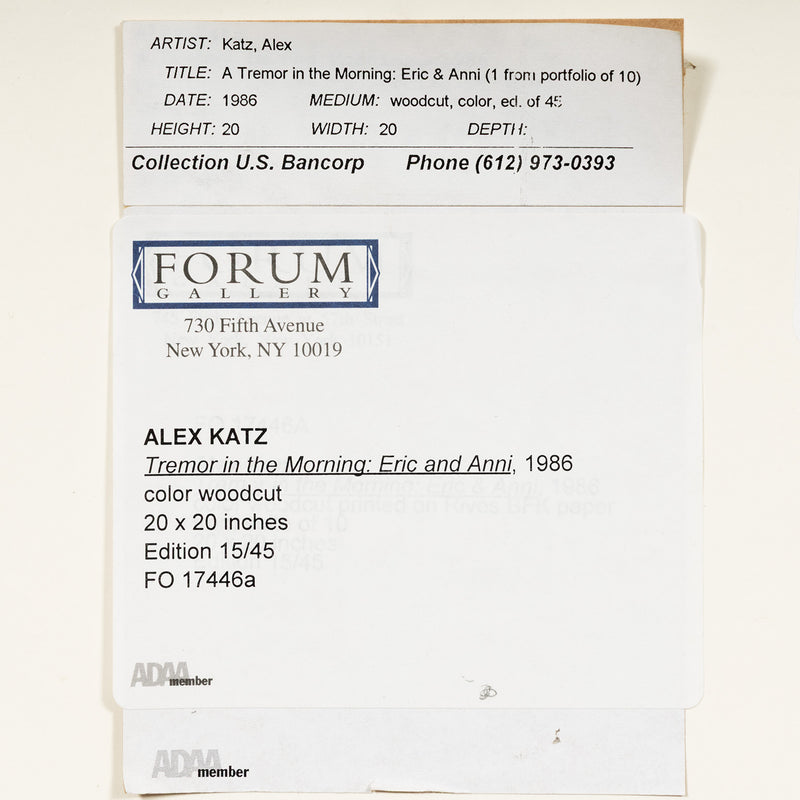 ARTIST: Katz, Alex
TITLE: A Tremor in the Morning: Eric & Anni (1 from portfolio of 10)
DATE: 1986 MEDIUM: woodcut, color, ed. of 45
HEIGHT: 20 WIDTH: 20 DEPTH:
Collection U.S. Bancorp Phone (612) 973-0393
FORUM
GALLERY
730 Fifth Avenue
New York, NY 10019
ALEX KATZ
Tremor in the Morning: Eric and Anni, 1986
color woodcut
20 x 20 inches
Edition 15/45
FO 17446a
ADAA member
ADAA member